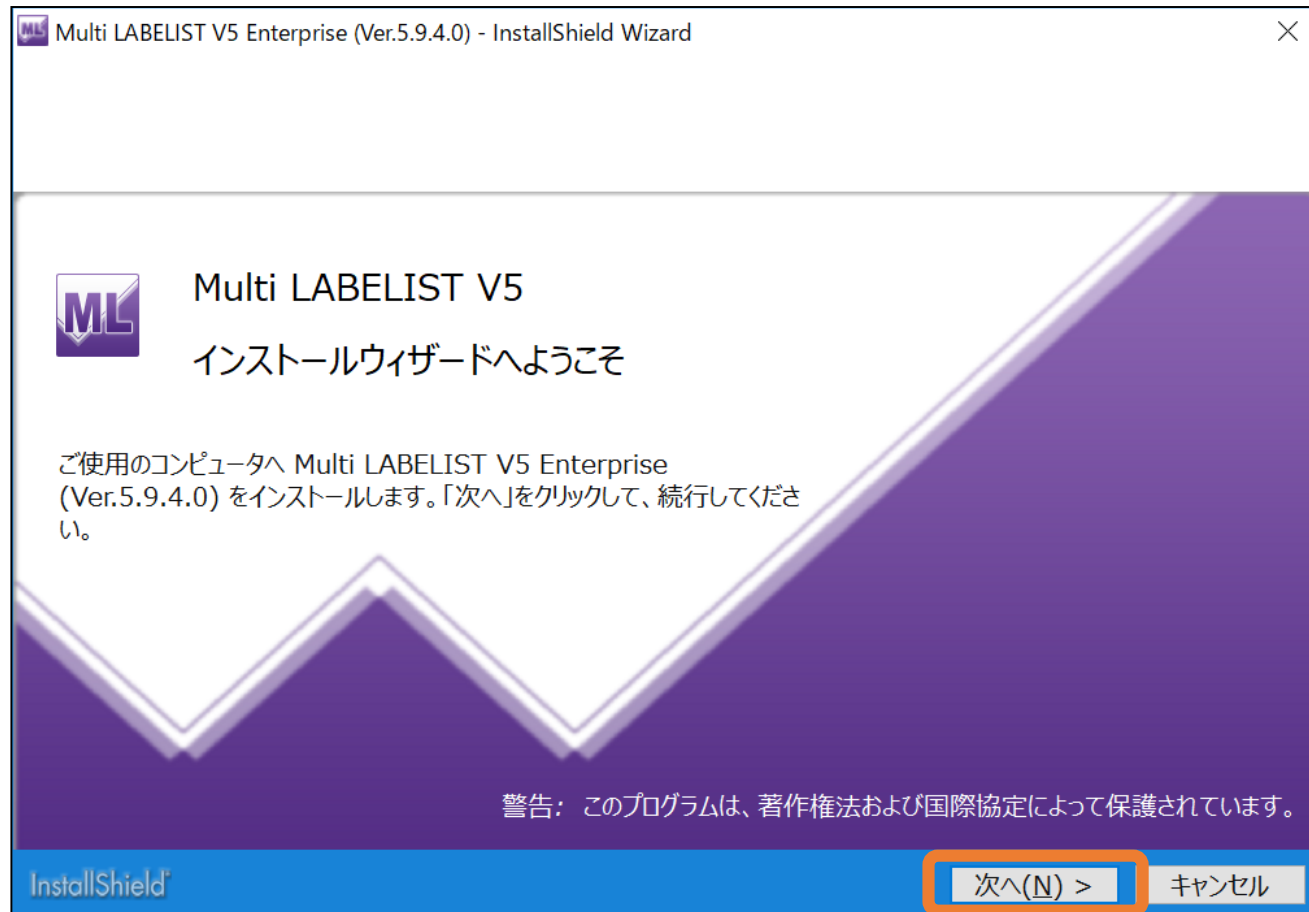 ML Multi LABELIST V5 Enterprise (Ver.5.9.4.0) - InstallShield Wizard
ML
Multi LABELIST V5
インストールウィザードへようこそ
ご使用のコンピュータへ Multi LABELIST V5 Enterprise
(Ver.5.9.4.0) をインストールします。「次へ」をクリックして、続行してくださ
い。
警告: このプログラムは、著作権法および国際協定によって保護されています。
InstallShield
次へ(N) >
キャンセル